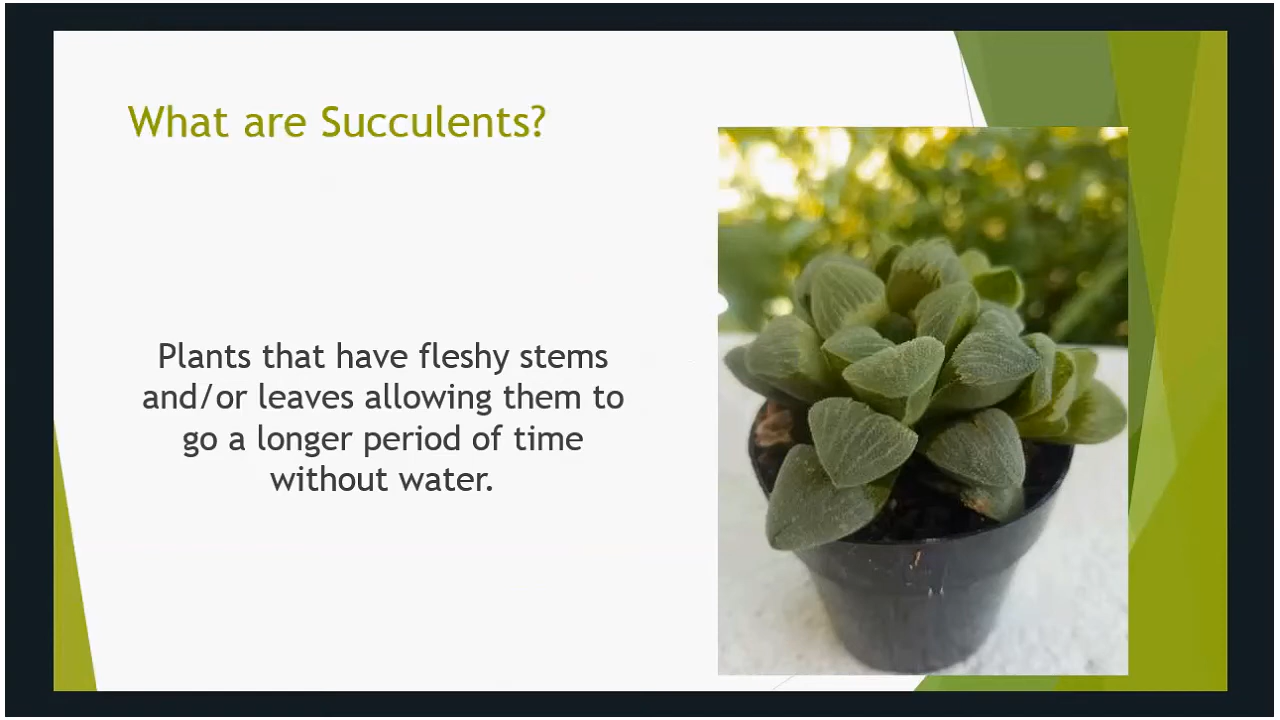 What are Succulents?
Plants that have fleshy stems
and/or leaves allowing them to
go a longer period of time
without water.